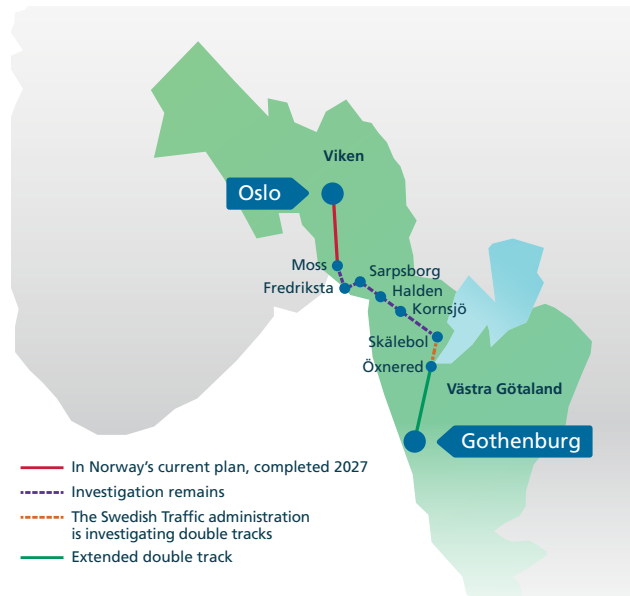 Viken
Oslo
Moss
Sarpsborg
Fredriksta
Halden
Kornsjö
Skälebol
Öxnered
Västra Götaland
Gothenburg
In Norway's current plan, completed 2027
Investigation remains
The Swedish Traffic administration
is investigating double tracks
Extended double track